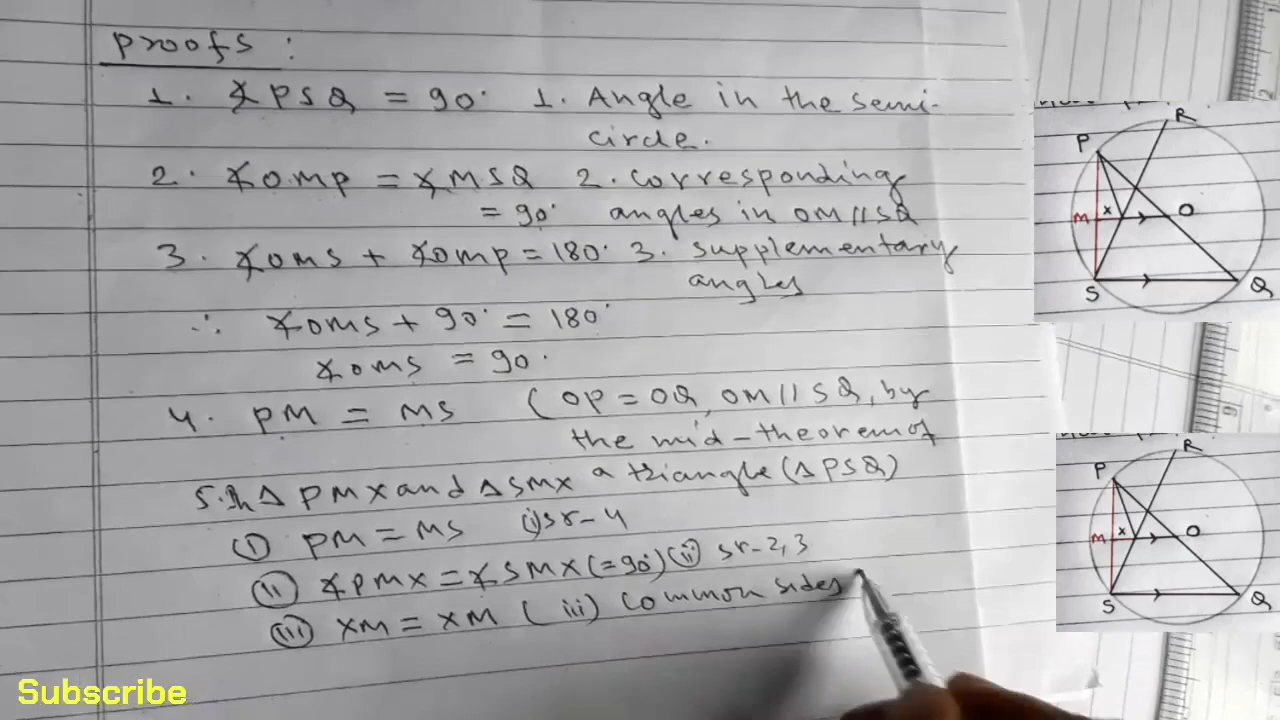 Proofs :
1. ∡PSQ = 90° 1. Angle in the semi-
circle.
2. ∡OMP = ∡MSQ 2. corresponding
= 90° angles in OM//SQ
3. ∡OMS + ∡OMP = 180° 3. supplementary
angles
∴ ∡OMS + 90° = 180°
∡OMS = 90°
4. PM = MS (OP = OQ, OM//SQ, by
the mid-theorem of
a triangle (△PSQ)
5. In △ PMX and △SMX
(i) PM = MS (i) sr-4
(ii) ∡PMX = ∡SMX (= 90°) (ii) sr-2,3
(iii) XM = XM (iii) Common sides
R
P
M X O
S Q
R
P
M X O
S Q
Subscribe